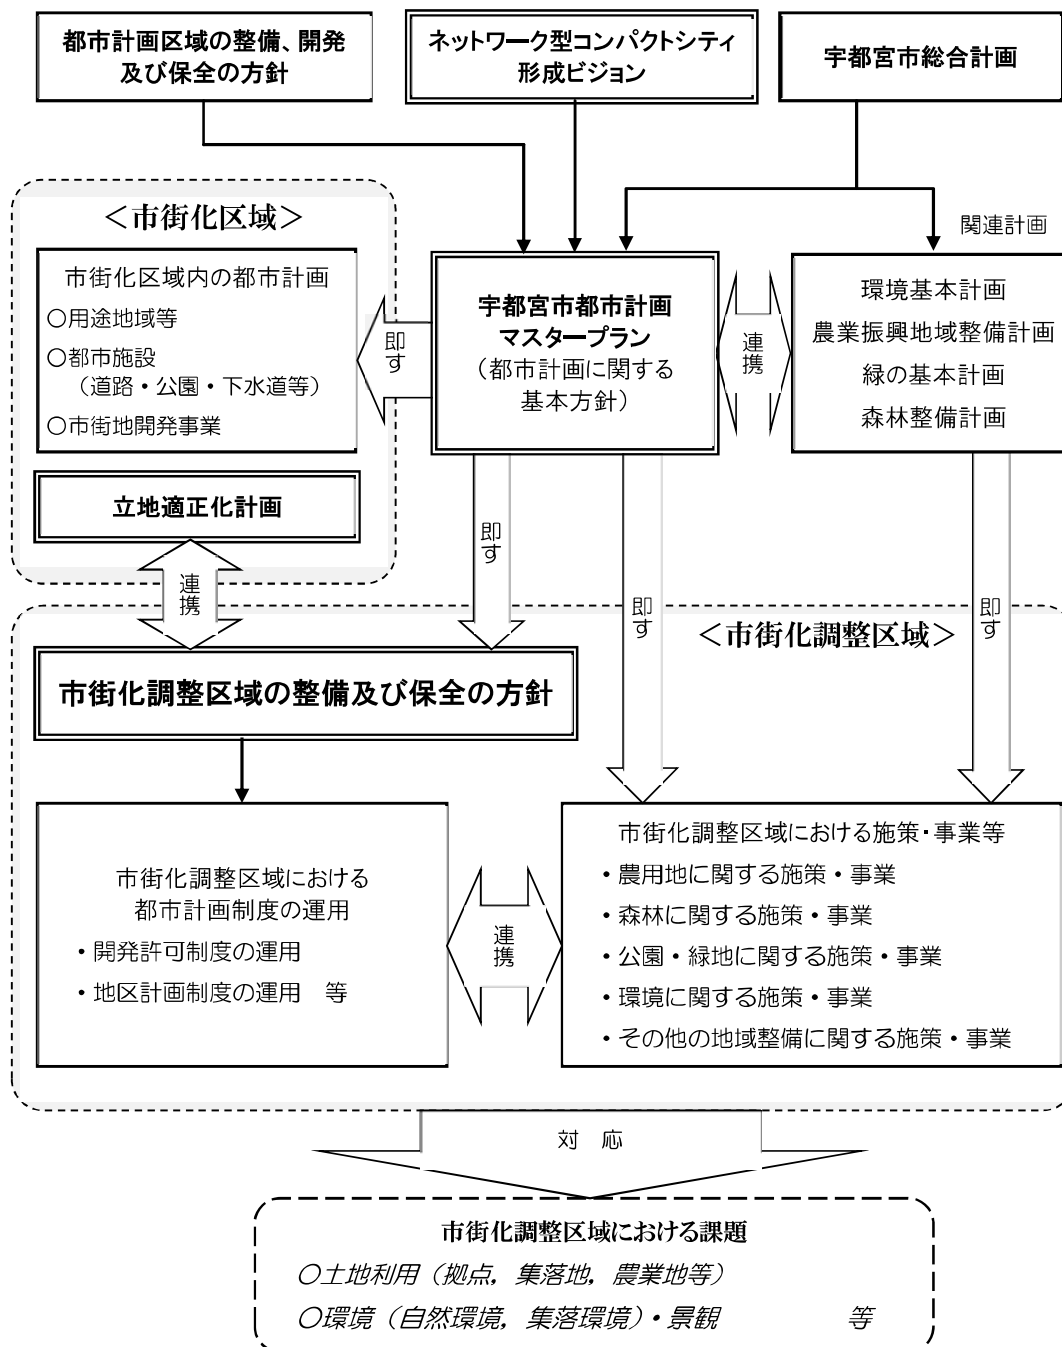 都市計画区域の整備、開発
及び保全の方針
ネットワーク型コンパクトシティ
形成ビジョン
宇都宮市総合計画
＜市街化区域＞
市街化区域内の都市計画
○用途地域等
○都市施設
（道路・公園・下水道等）
○市街地開発事業
立地適正化計画
即す
宇都宮市都市計画
マスタープラン
（都市計画に関する
基本方針）
連携
関連計画
環境基本計画
農業振興地域整備計画
緑の基本計画
森林整備計画
連携
即す
即す
即す
＜市街化調整区域＞
市街化調整区域の整備及び保全の方針
市街化調整区域における
都市計画制度の運用
・開発許可制度の運用
・地区計画制度の運用　等
連携
市街化調整区域における施策・事業等
・農用地に関する施策・事業
・森林に関する施策・事業
・公園・緑地に関する施策・事業
・環境に関する施策・事業
・その他の地域整備に関する施策・事業
対　応
市街化調整区域における課題
○土地利用（拠点，集落地，農業地等）
○環境（自然環境，集落環境）・景観　　　　等